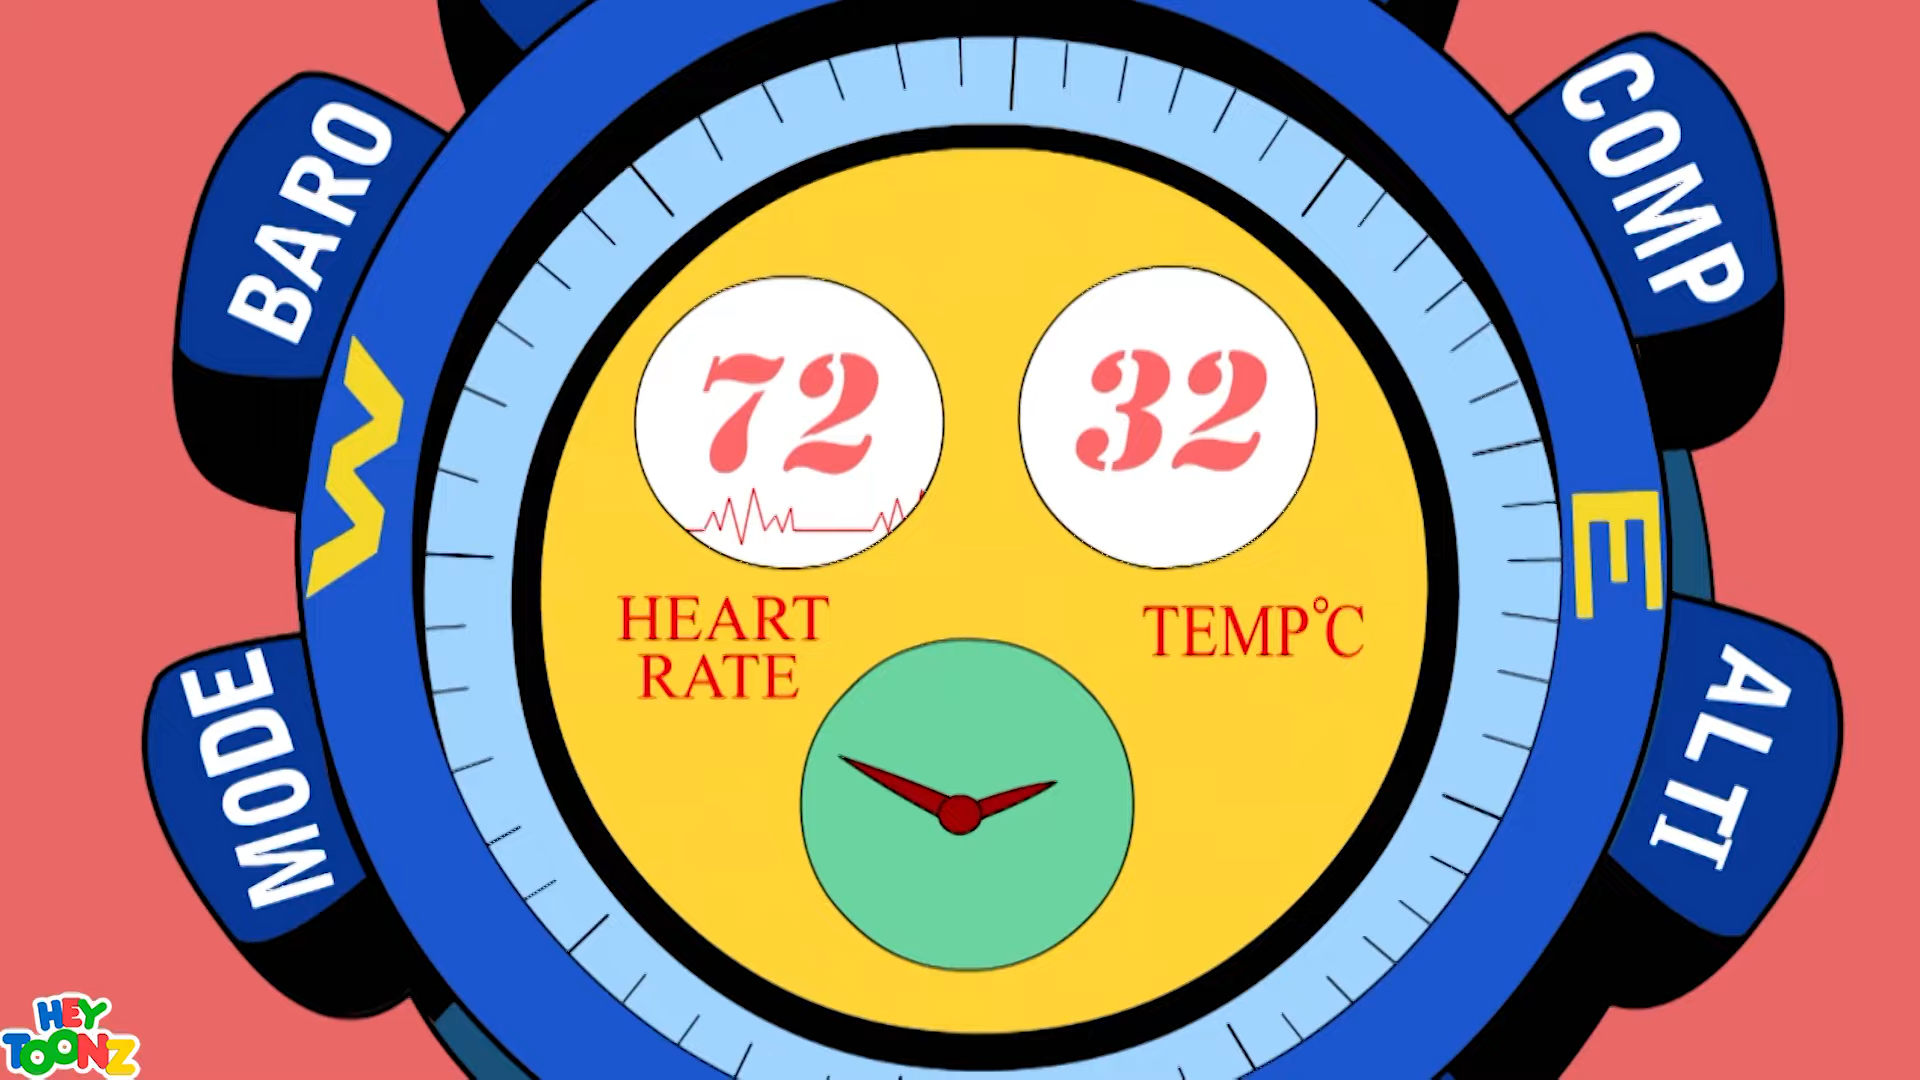 BARO
COMP
W
72
32
E
HEART
RATE
TEMP°C
MODE
ALTI
HEY
TOONZ